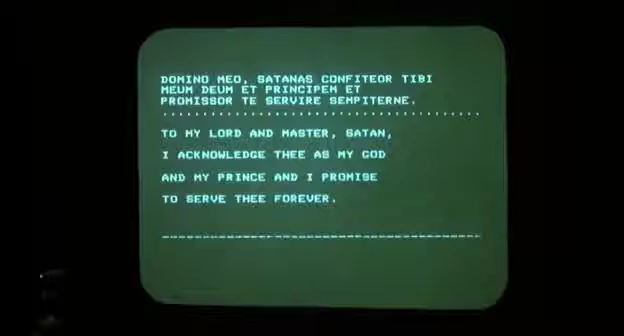 DOMINO MEO, SATANAS CONFITEOR TIBI
MEUM DEUM ET PRINCIPEM ET
PROMISSOR TE SERVIRE SEMPITERNE.
TO MY LORD AND MASTER, SATAN,
I ACKNOWLEDGE THEE AS MY GOD
AND MY PRINCE AND I PROMISE
TO SERVE THEE FOREVER.